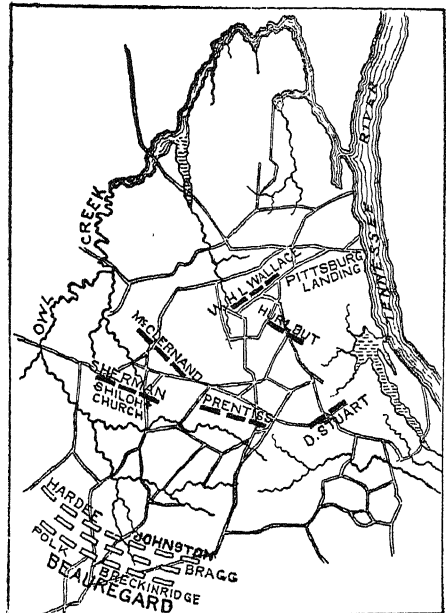 TENNESSEE RIVER
OWL CREEK
W.H.L. WALLACE
PITTSBURG
LANDING
HURLBUT
McCLERNAND
SHERMAN
SHILOH
CHURCH
PRENTISS
D. STUART
HARDEE
JOHNSTON
POLK
BRAGG
BRECKINRIDGE
BEAUREGARD